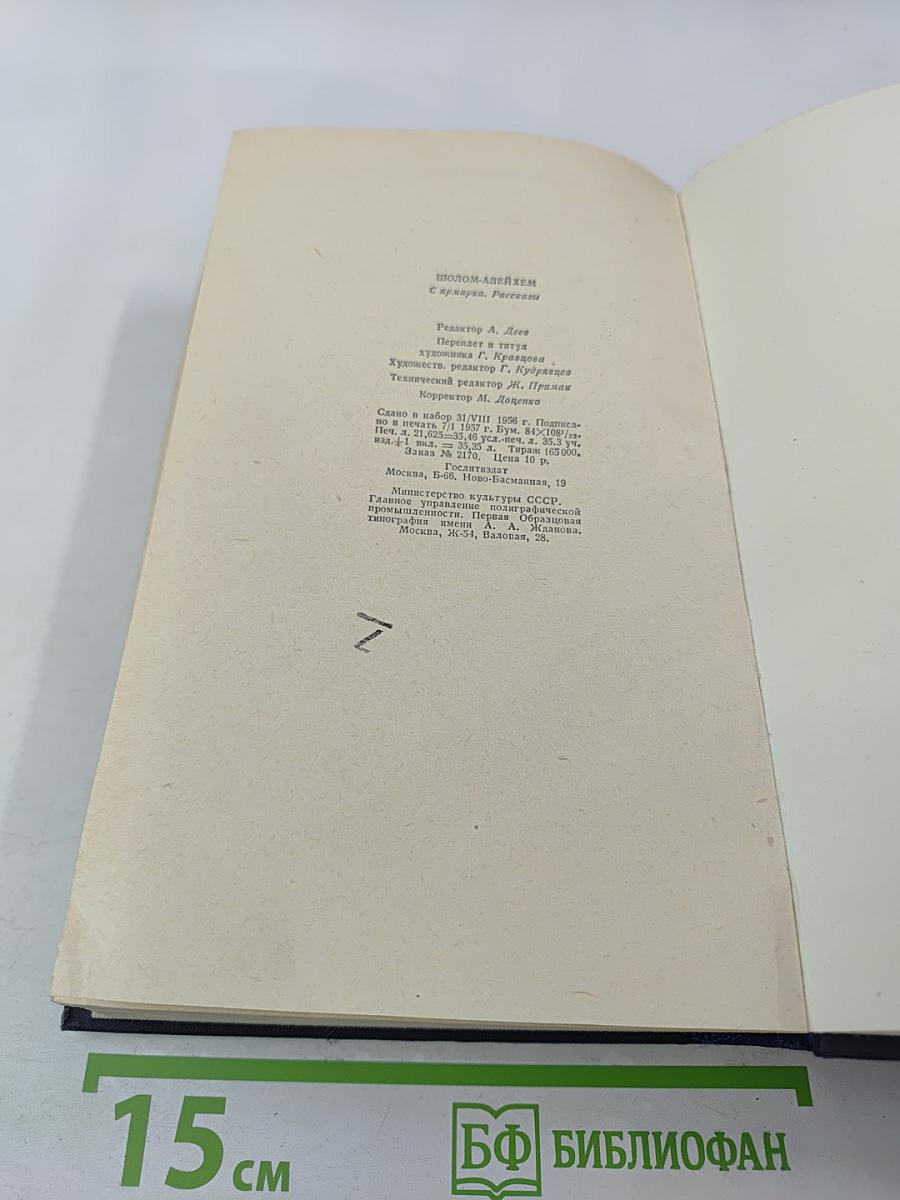 ШОЛОМ-АЛЕЙХЕМ
С ярмарки. Рассказы
Редактор А. Деев
Переплет и титул
художника Г. Кравцова
Художеств. редактор Г. Кудрявцев
Технический редактор Ж. Примак
Корректор М. Доценко
Сдано в набор 31/VIII 1956 г. Подписа-
но в печать 7/I 1957 г. Бум. 84×108¹/₃₂.
Печ. л. 21,625=35,46 усл.-печ. л. 35.3 уч.
изд.+1 вкл. = 35,35 л. Тираж 165 000.
Заказ № 2170. Цена 10 р.
Гослитиздат
Москва, Б-66. Ново-Басманная, 19
Министерство культуры СССР.
Главное управление полиграфической
промышленности. Первая Образцовая
типография имени А. А. Жданова.
Москва, Ж-54, Валовая, 28.
15 см
БФ БИБЛИОФАН